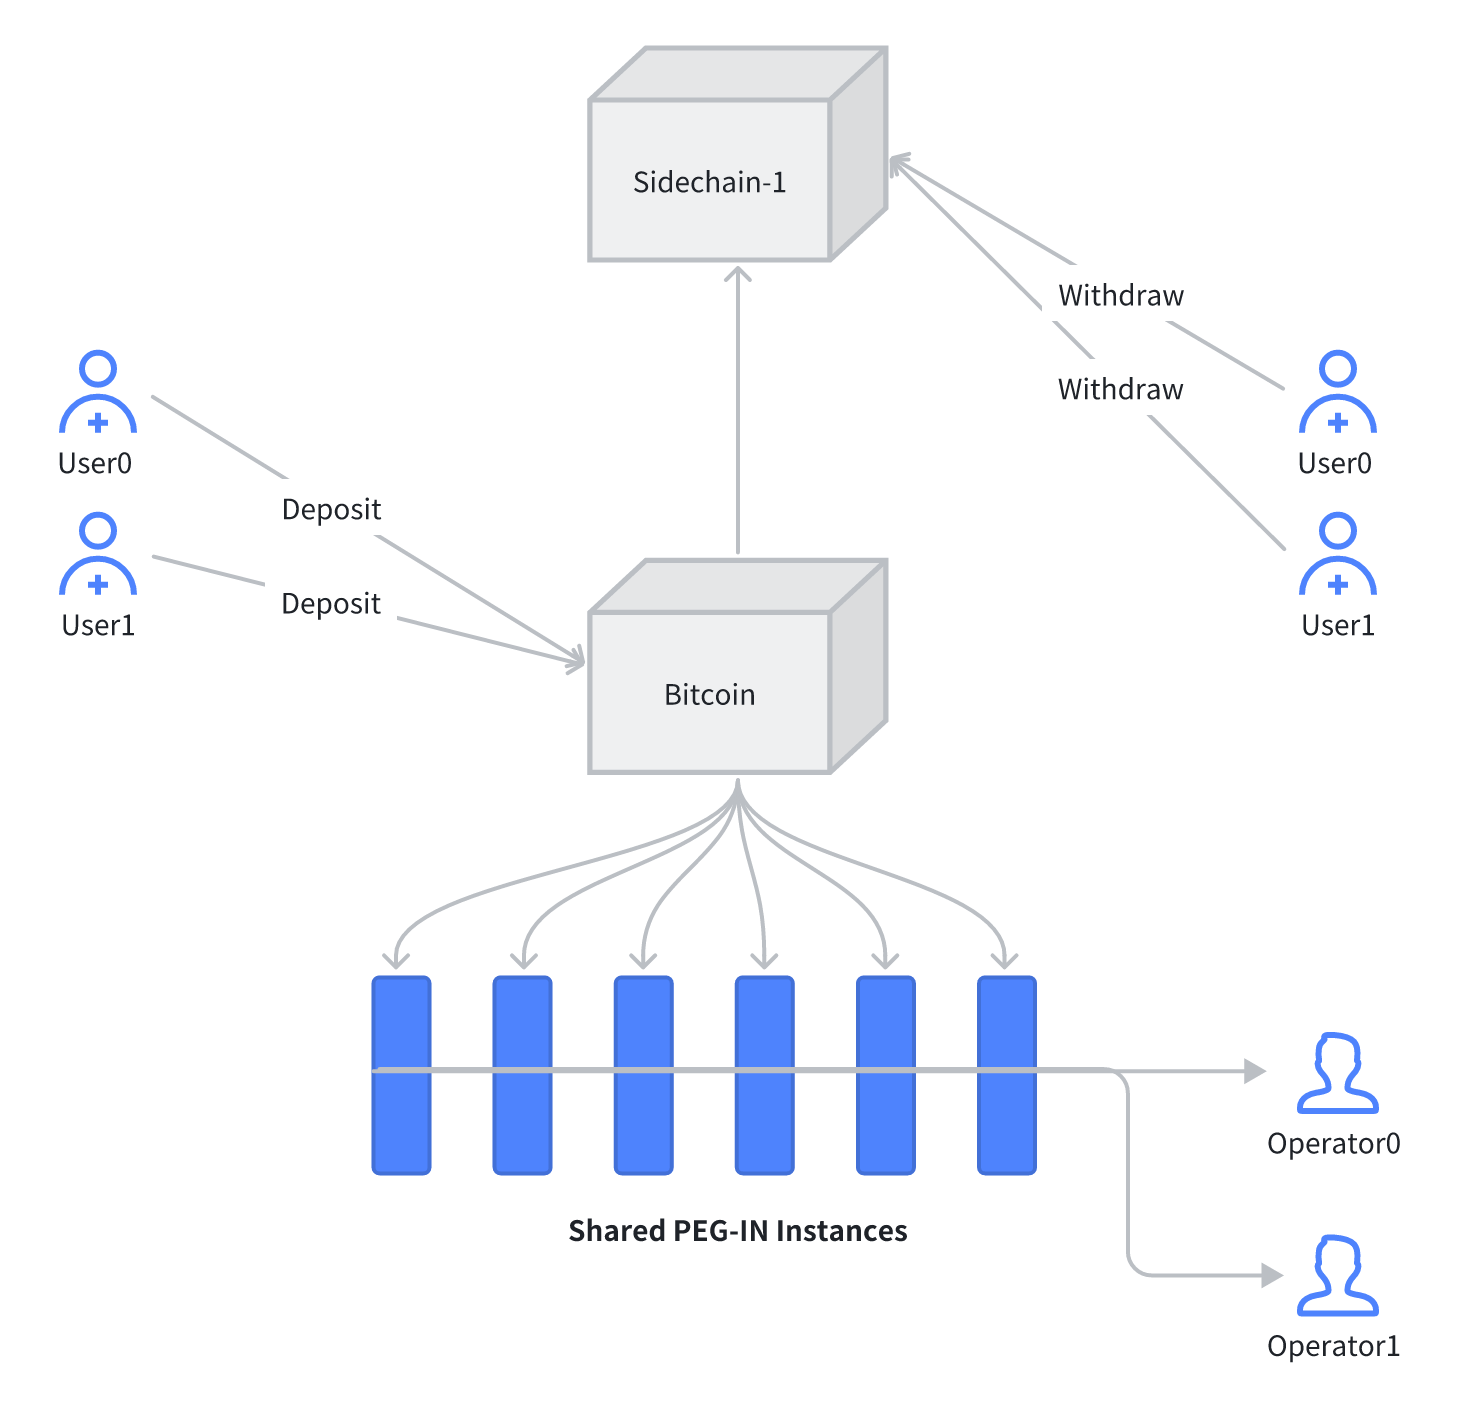 Sidechain-1
Withdraw
Withdraw
User0
User0
Deposit
User1
User1
Deposit
Bitcoin
Operator0
Shared PEG-IN Instances
Operator1